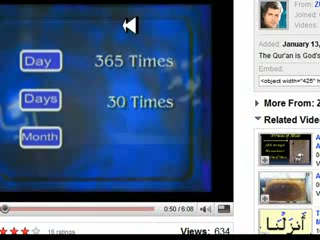 Day 365 Times
Days 30 Times
Month
0:50 / 6:08
16 ratings
Views: 634
From:
Joined:
Videos:
Added: January 13,
The Qur'an is God's
Embed:
<object width="425" h
More From: Z
Related Video
أنزلنا